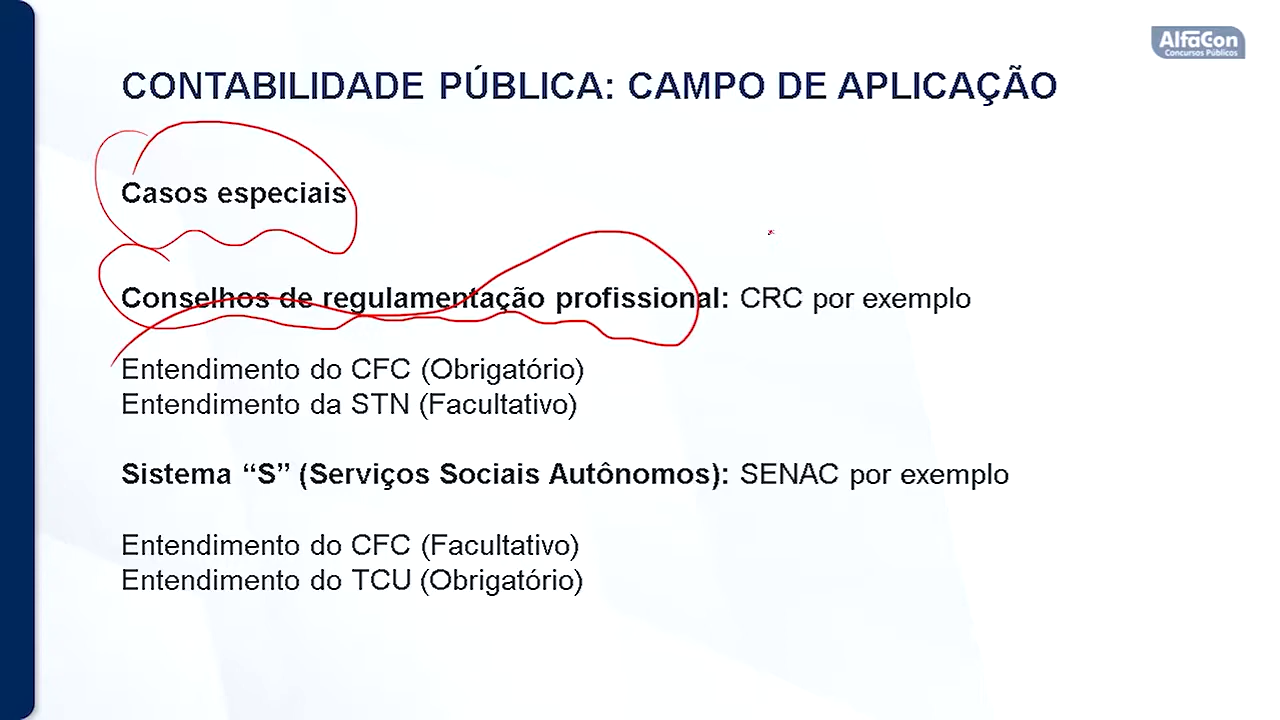 AlfaCon
Concursos Públicos
CONTABILIDADE PÚBLICA: CAMPO DE APLICAÇÃO
Casos especiais
Conselhos de regulamentação profissional: CRC por exemplo
Entendimento do CFC (Obrigatório)
Entendimento da STN (Facultativo)
Sistema “S” (Serviços Sociais Autônomos): SENAC por exemplo
Entendimento do CFC (Facultativo)
Entendimento do TCU (Obrigatório)